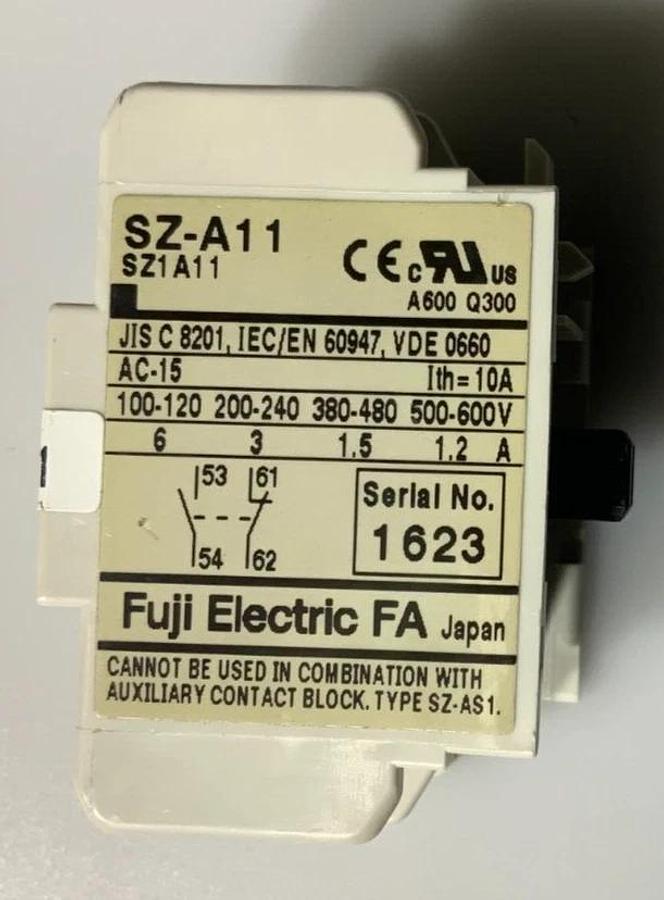 SZ-A11
SZ1A11
CE c RU US
A600 Q300
JIS C 8201, IEC/EN 60947, VDE 0660
AC-15 Ith=10A
100-120 200-240 380-480 500-600V
6 3 1.5 1.2 A
53 61
54 62
Serial No.
1623
Fuji Electric FA Japan
CANNOT BE USED IN COMBINATION WITH
AUXILIARY CONTACT BLOCK. TYPE SZ-AS1.